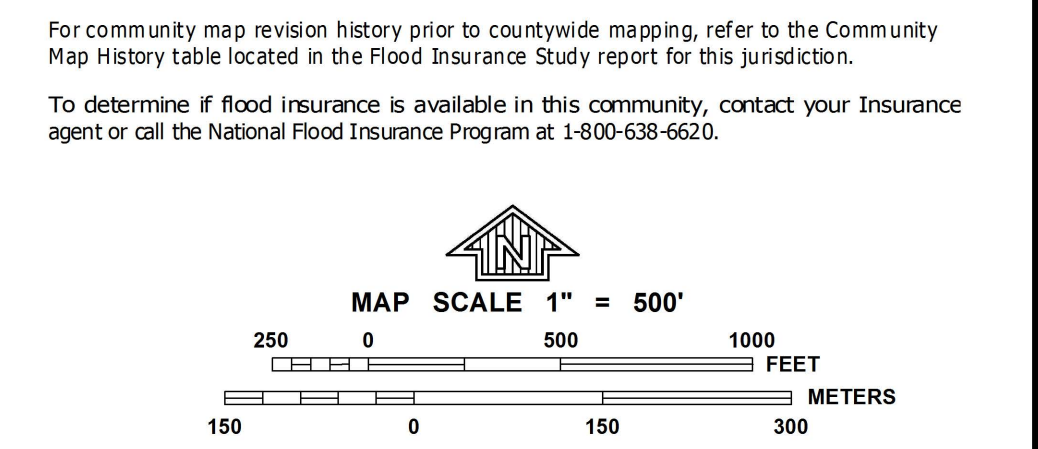 For community map revision history prior to countywide mapping, refer to the Community
Map History table located in the Flood Insurance Study report for this jurisdiction.
To determine if flood insurance is available in this community, contact your Insurance
agent or call the National Flood Insurance Program at 1-800-638-6620.
N
MAP SCALE 1" = 500'
250 0 500 1000
FEET
METERS
150 0 150 300